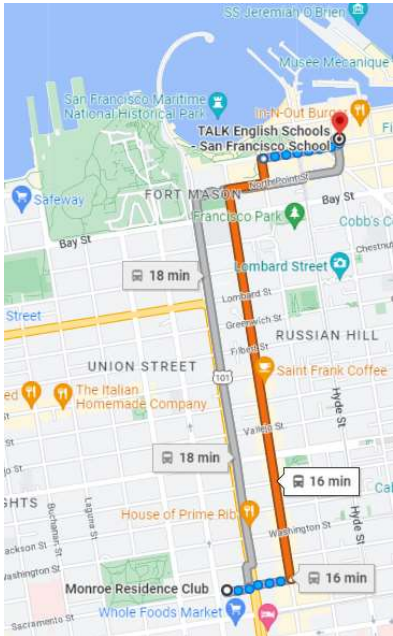 SS Jeremiah O'Brien
Musée Mécanique
San Francisco Maritime
National Historical Park
In-N-Out Burger
TALK English Schools
- San Francisco School
Fi
North Point St
Safeway
FORT MASON
Bay St
Francisco Park
Cobb's Co
Bay St
Chestnut
18 min
Lombard Street
Lombard St
Street
Greenwich St
RUSSIAN HILL
Filbert St
UNION STREET
101
Saint Frank Coffee
The Italian
Homemade Company
Hyde St
Vallejo St
18 min
16 min
GHTS
Buchanan St
Laguna St
House of Prime Rib
Washington St
Hyde St
Jackson St
Washington St
16 min
Monroe Residence Club
Whole Foods Market
Sacramento St